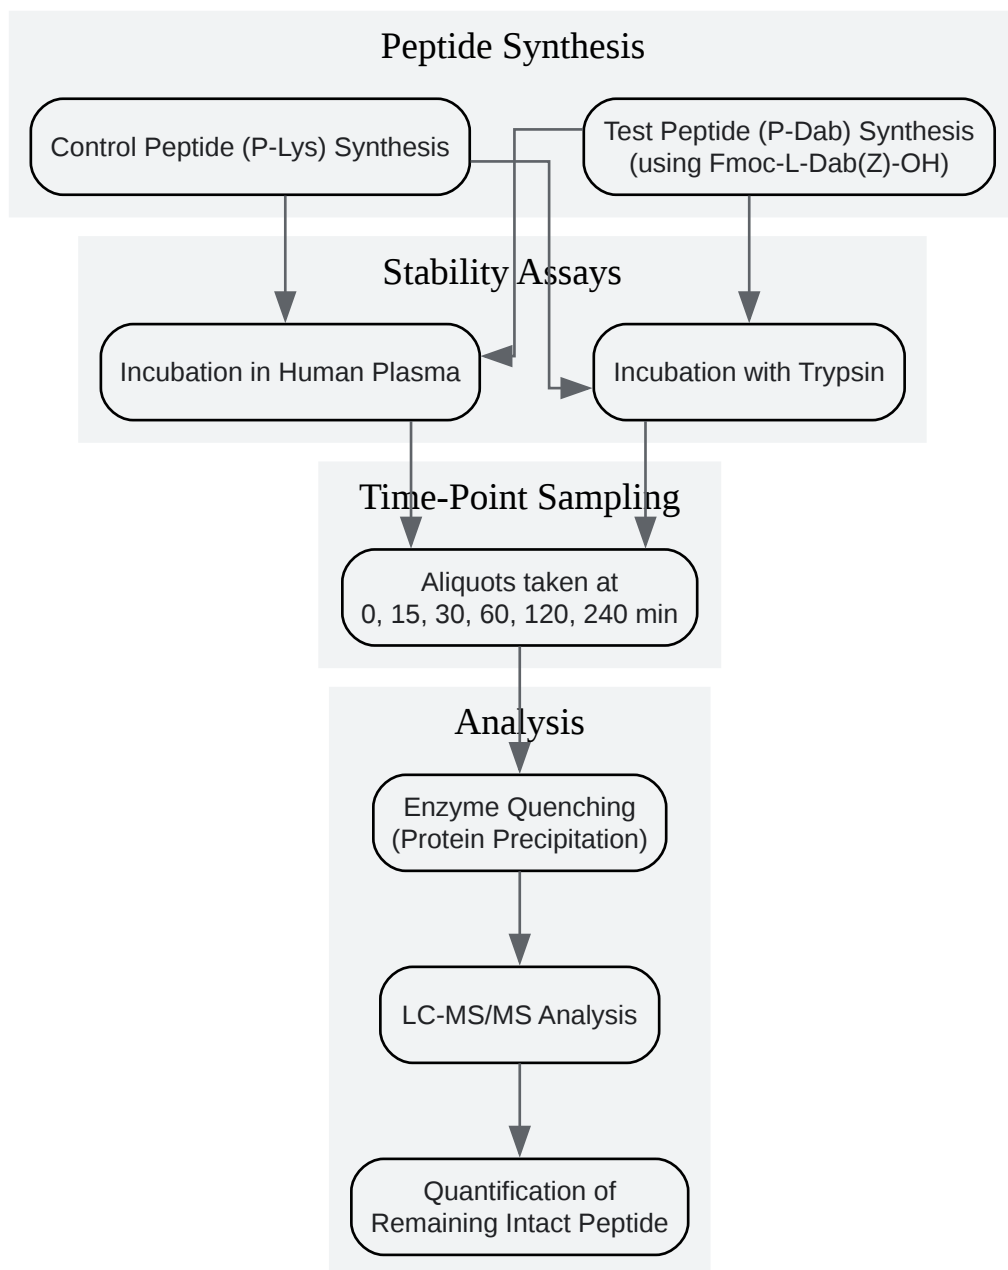 Peptide Synthesis
Control Peptide (P-Lys) Synthesis
Test Peptide (P-Dab) Synthesis
(using Fmoc-L-Dab(Z)-OH)
Stability Assays
Incubation in Human Plasma
Incubation with Trypsin
Time-Point Sampling
Aliquots taken at
0, 15, 30, 60, 120, 240 min
Analysis
Enzyme Quenching
(Protein Precipitation)
LC-MS/MS Analysis
Quantification of
Remaining Intact Peptide